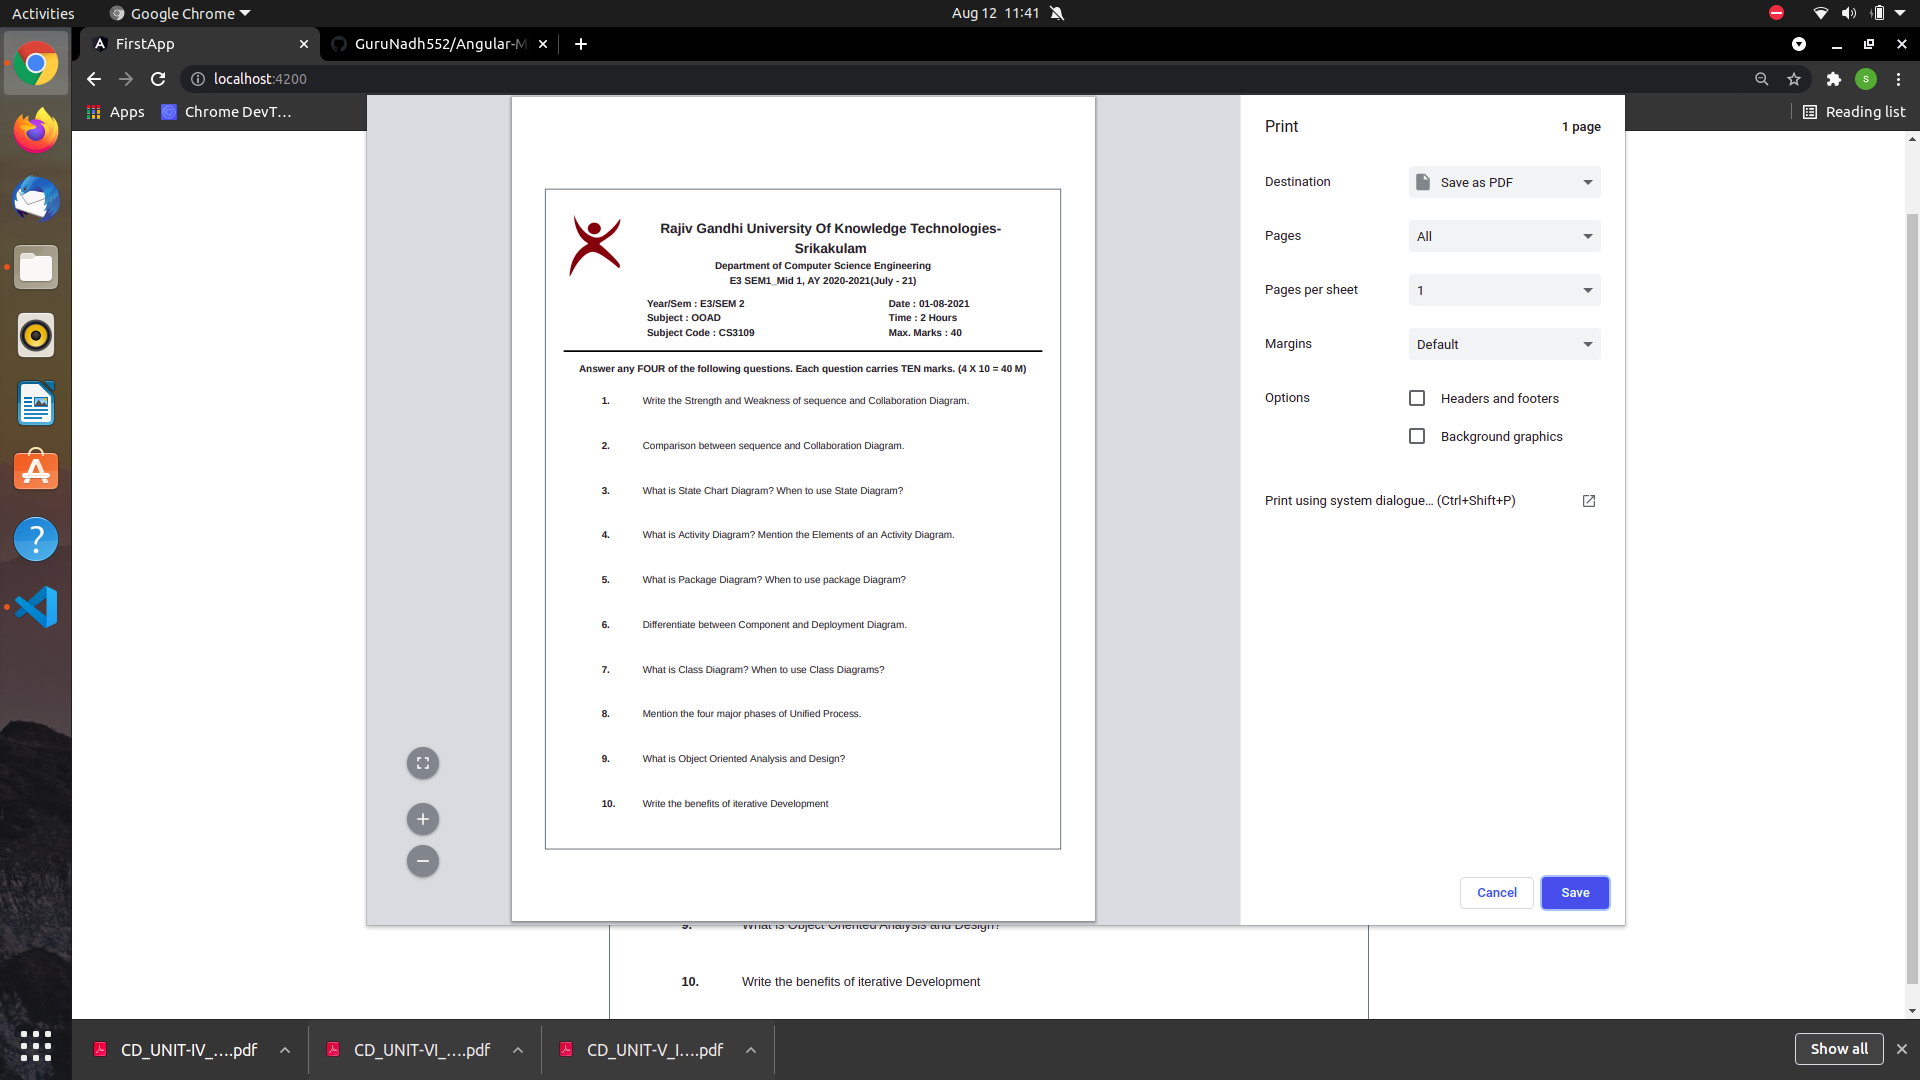 Activities
Google Chrome
Aug 12 11:41
FirstApp
GuruNadh552/Angular-M
localhost:4200
S
Apps
Chrome DevT...
Reading list
Rajiv Gandhi University Of Knowledge Technologies-
Srikakulam
Department of Computer Science Engineering
E3 SEM1_Mid 1, AY 2020-2021(July - 21)
Year/Sem : E3/SEM 2
Date : 01-08-2021
Subject : OOAD
Time : 2 Hours
Subject Code : CS3109
Max. Marks : 40
Answer any FOUR of the following questions. Each question carries TEN marks. (4 X 10 = 40 M)
1. Write the Strength and Weakness of sequence and Collaboration Diagram.
2. Comparison between sequence and Collaboration Diagram.
3. What is State Chart Diagram? When to use State Diagram?
4. What is Activity Diagram? Mention the Elements of an Activity Diagram.
5. What is Package Diagram? When to use package Diagram?
6. Differentiate between Component and Deployment Diagram.
7. What is Class Diagram? When to use Class Diagrams?
8. Mention the four major phases of Unified Process.
9. What is Object Oriented Analysis and Design?
10. Write the benefits of iterative Development
Print
1 page
Destination
Save as PDF
Pages
All
Pages per sheet
1
Margins
Default
Options
Headers and footers
Background graphics
Print using system dialogue... (Ctrl+Shift+P)
Cancel
Save
9. What is Object Oriented Analysis and Design?
10. Write the benefits of iterative Development
CD_UNIT-IV_....pdf
CD_UNIT-VI_....pdf
CD_UNIT-V_I....pdf
Show all